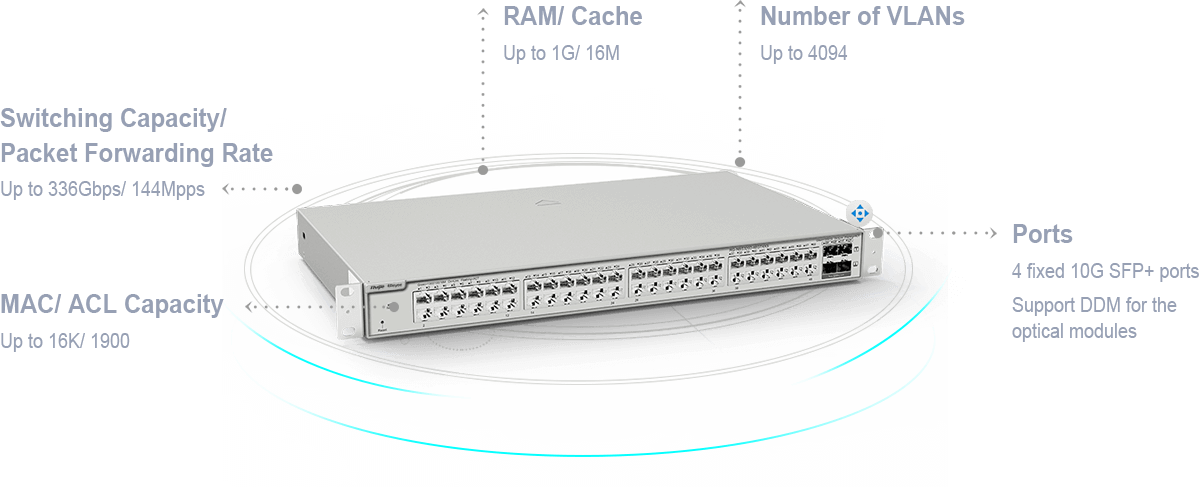 RAM/ Cache
Up to 1G/ 16M
Number of VLANs
Up to 4094
Switching Capacity/
Packet Forwarding Rate
Up to 336Gbps/ 144Mpps
Ports
4 fixed 10G SFP+ ports
Support DDM for the
optical modules
MAC/ ACL Capacity
Up to 16K/ 1900
Ruijie Reyee
Reset